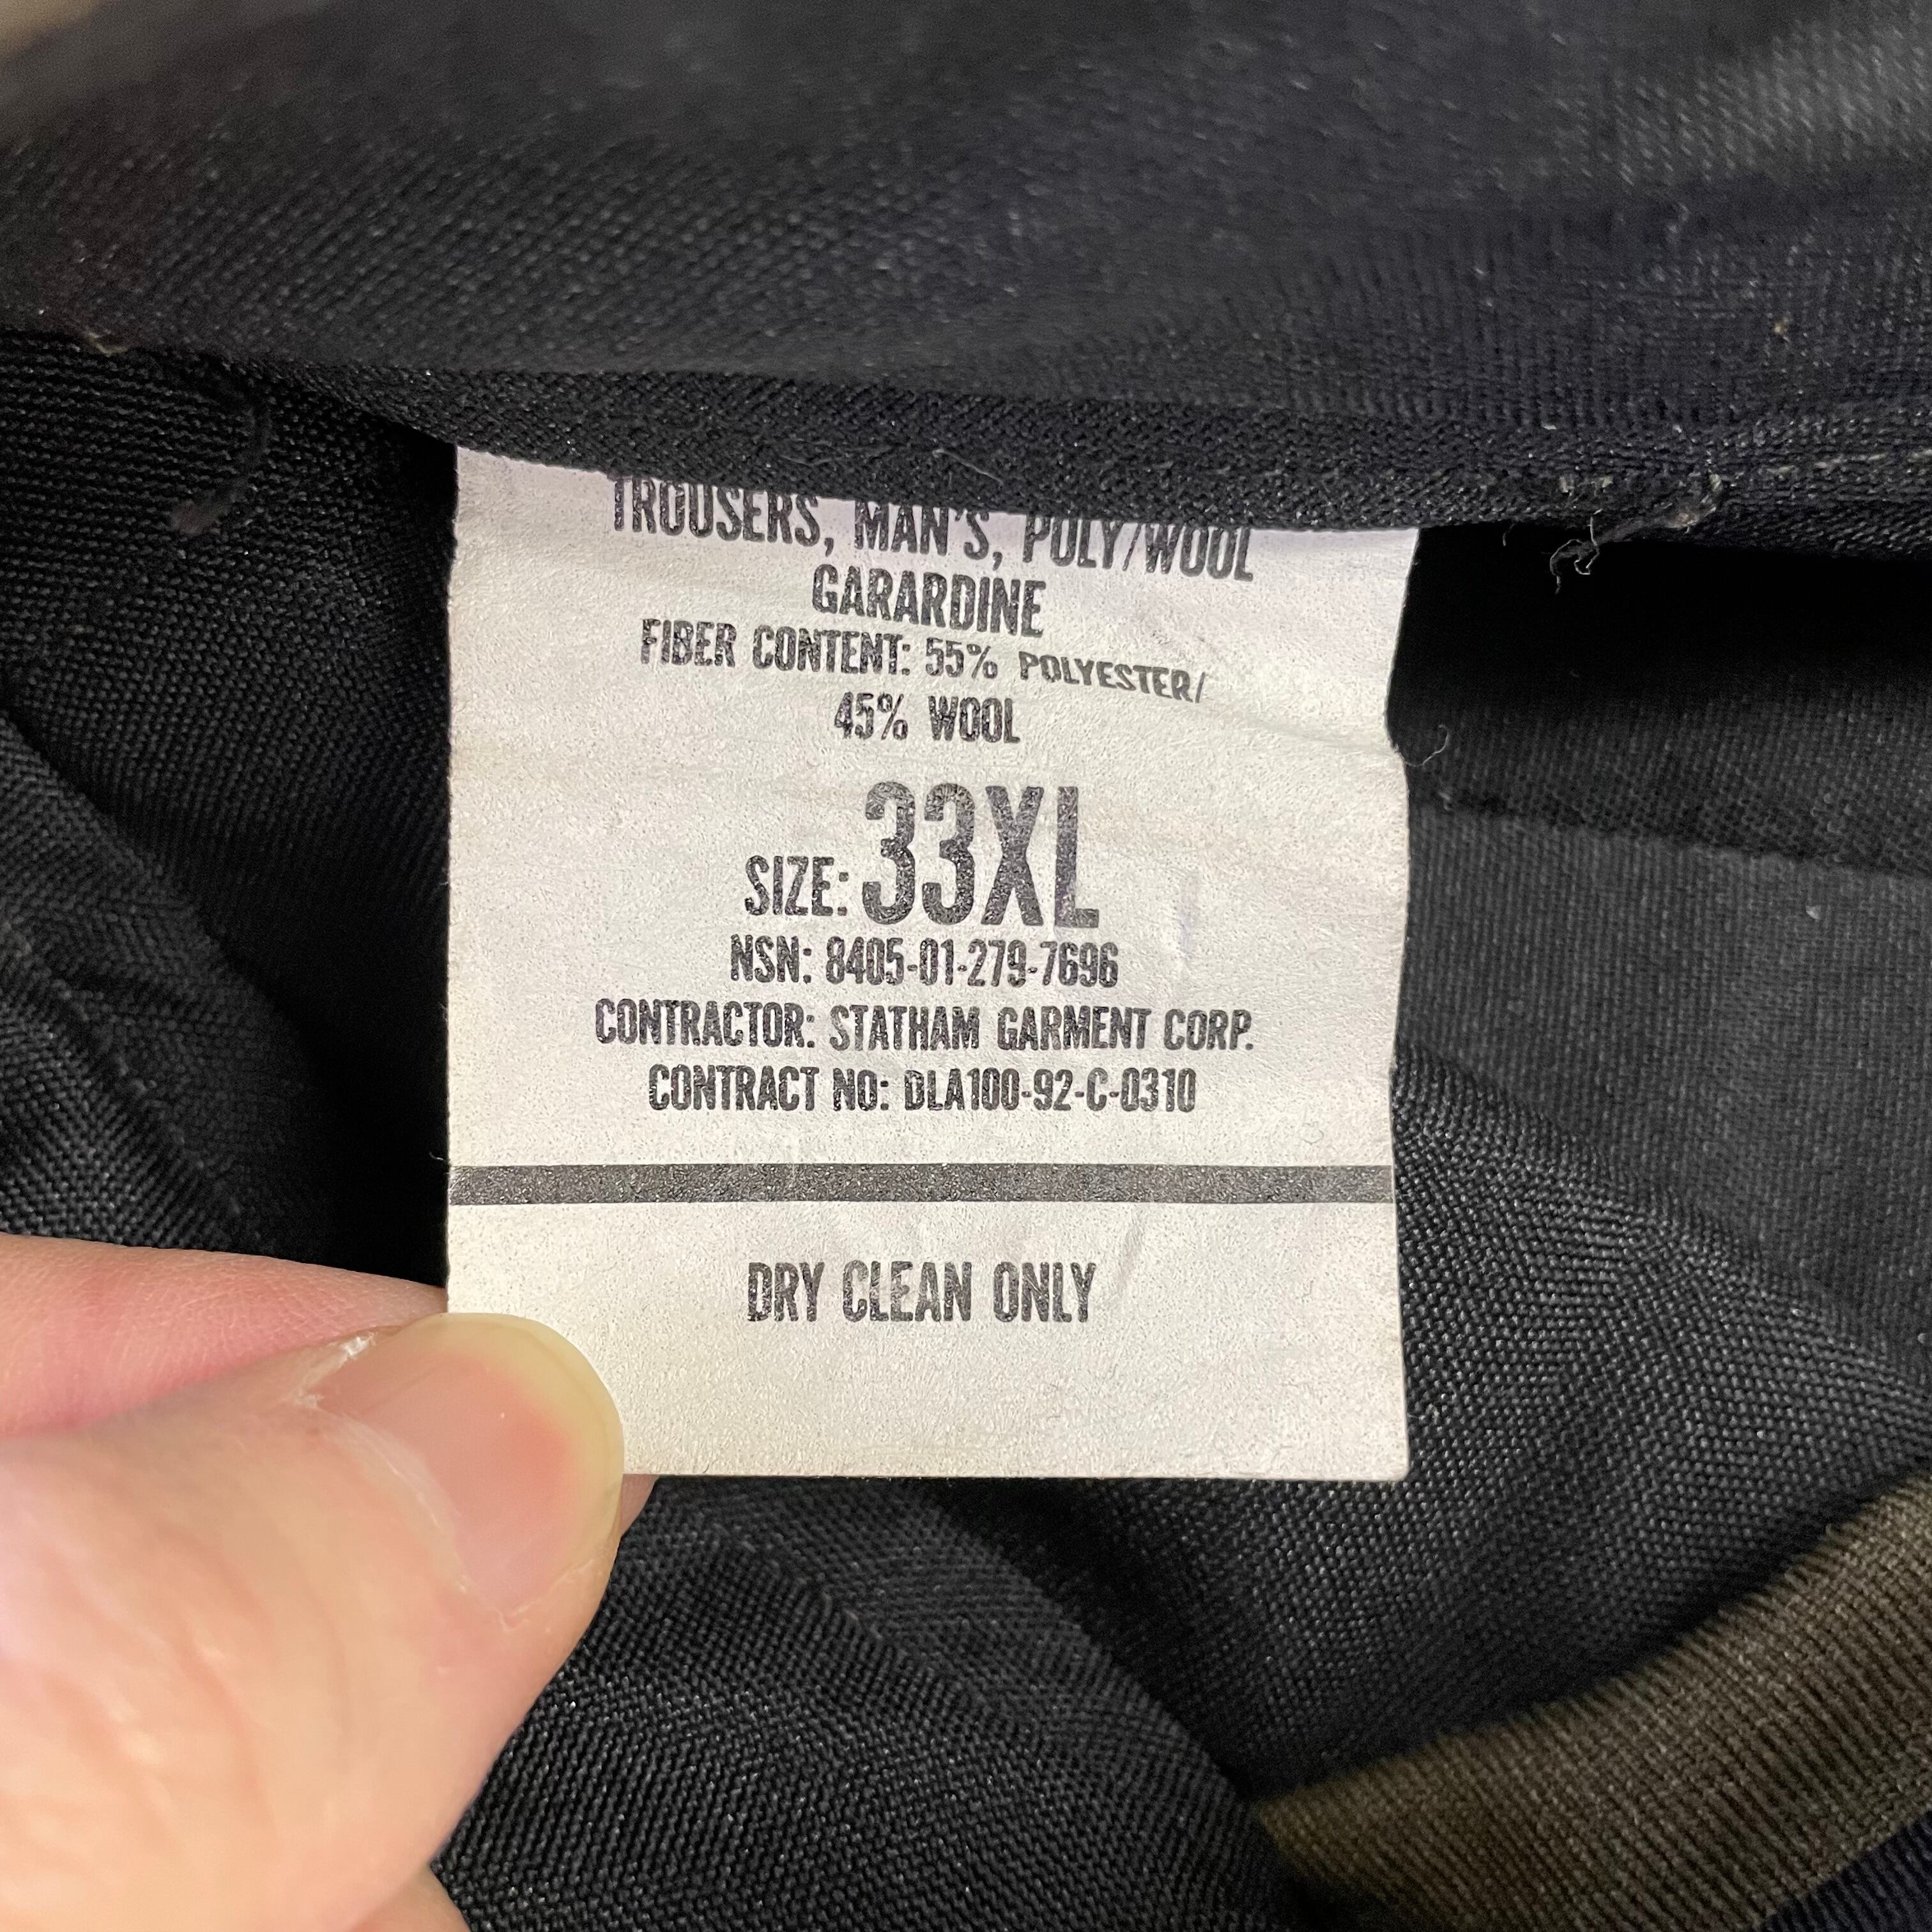 TROUSERS, MAN'S, POLY/WOOL
GARARDINE
FIBER CONTENT: 55% POLYESTER/
45% WOOL
SIZE: 33XL
NSN: 8405-01-279-7696
CONTRACTOR: STATHAM GARMENT CORP.
CONTRACT NO: DLA100-92-C-0310
DRY CLEAN ONLY